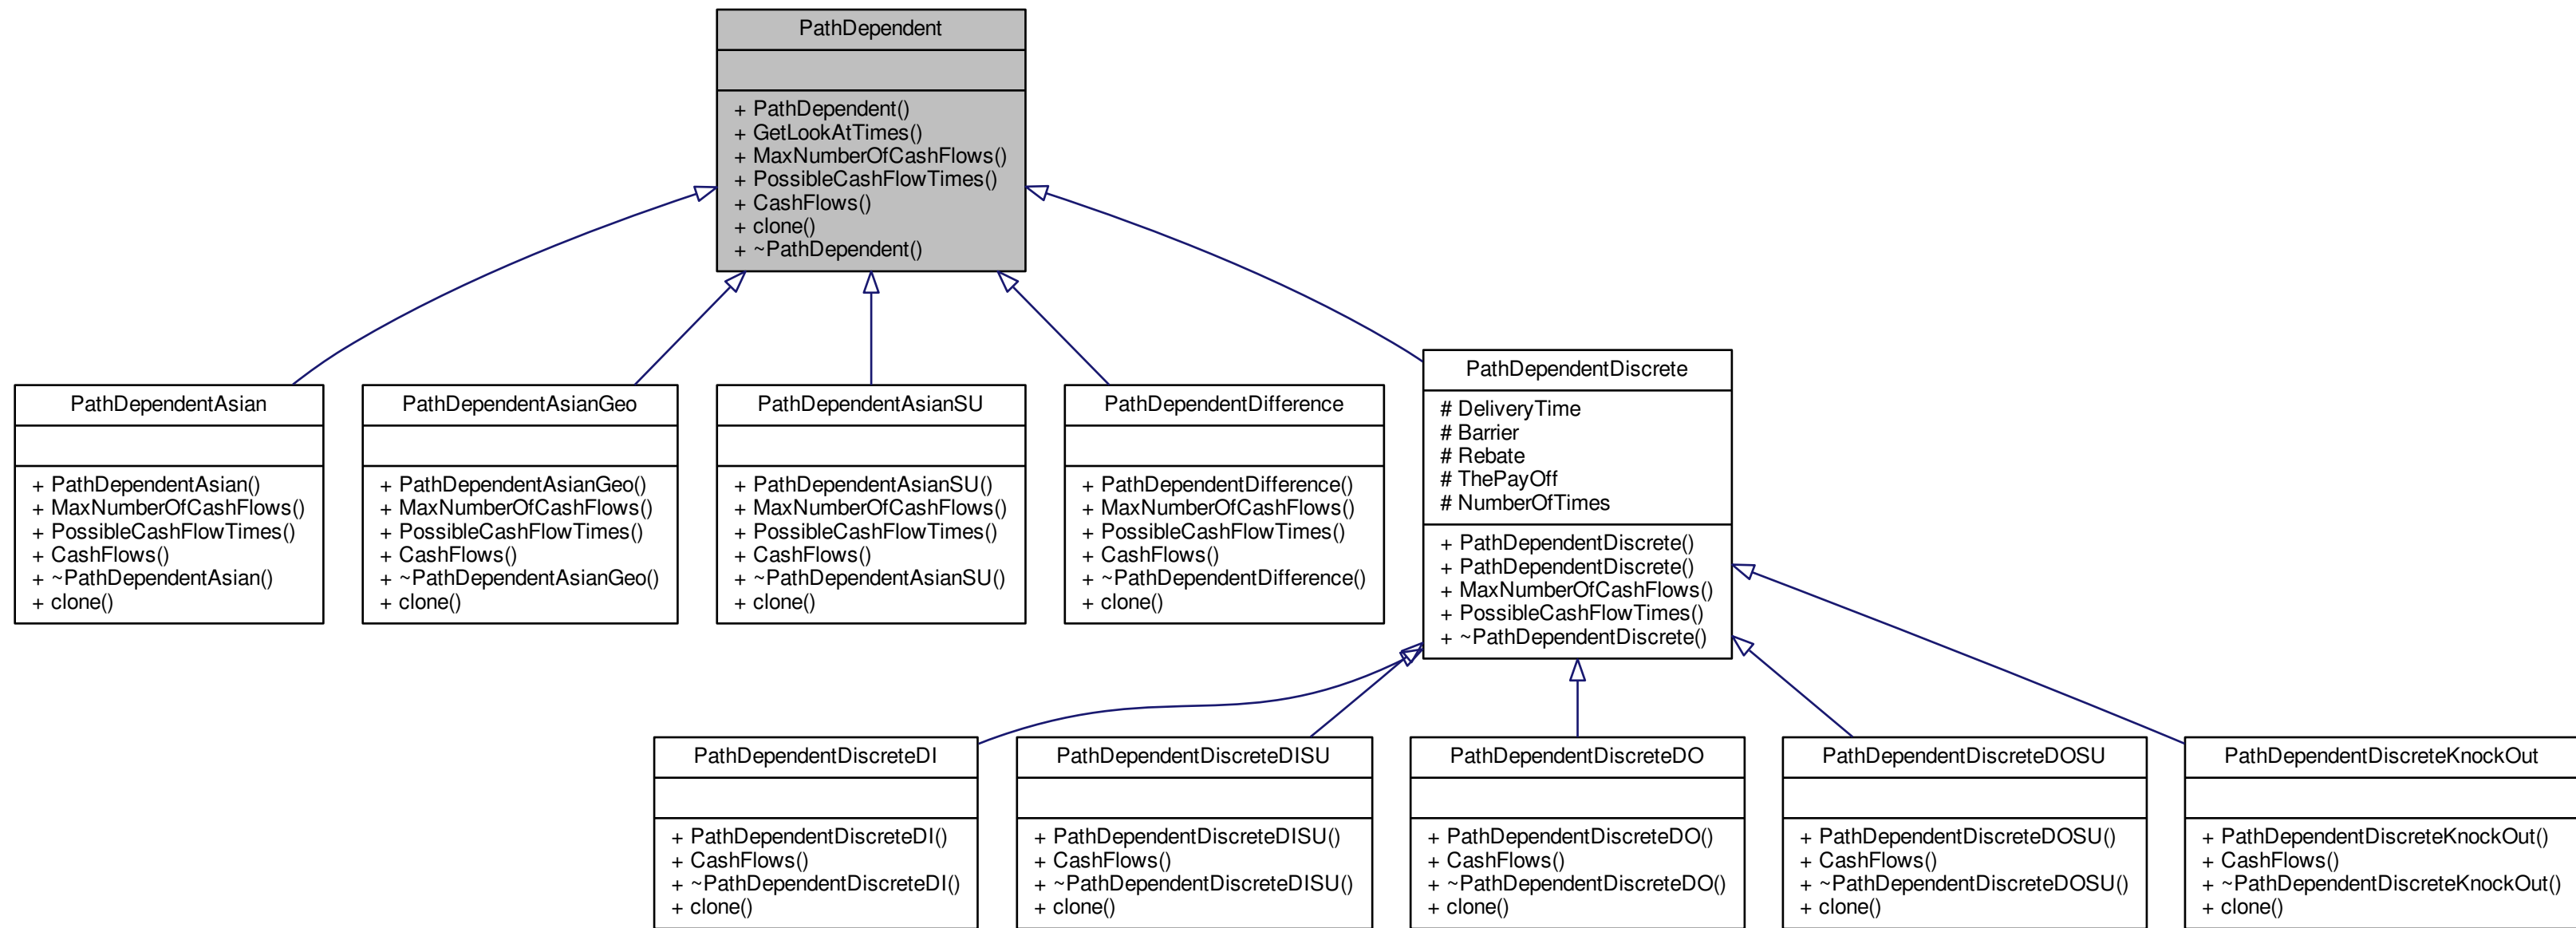 PathDependent
+ PathDependent()
+ GetLookAtTimes()
+ MaxNumberOfCashFlows()
+ PossibleCashFlowTimes()
+ CashFlows()
+ clone()
+ ~PathDependent()
PathDependentAsian
+ PathDependentAsian()
+ MaxNumberOfCashFlows()
+ PossibleCashFlowTimes()
+ CashFlows()
+ ~PathDependentAsian()
+ clone()
PathDependentAsianGeo
+ PathDependentAsianGeo()
+ MaxNumberOfCashFlows()
+ PossibleCashFlowTimes()
+ CashFlows()
+ ~PathDependentAsianGeo()
+ clone()
PathDependentAsianSU
+ PathDependentAsianSU()
+ MaxNumberOfCashFlows()
+ PossibleCashFlowTimes()
+ CashFlows()
+ ~PathDependentAsianSU()
+ clone()
PathDependentDifference
+ PathDependentDifference()
+ MaxNumberOfCashFlows()
+ PossibleCashFlowTimes()
+ CashFlows()
+ ~PathDependentDifference()
+ clone()
PathDependentDiscrete
# DeliveryTime
# Barrier
# Rebate
# ThePayOff
# NumberOfTimes
+ PathDependentDiscrete()
+ PathDependentDiscrete()
+ MaxNumberOfCashFlows()
+ PossibleCashFlowTimes()
+ ~PathDependentDiscrete()
PathDependentDiscreteDI
+ PathDependentDiscreteDI()
+ CashFlows()
+ ~PathDependentDiscreteDI()
+ clone()
PathDependentDiscreteDISU
+ PathDependentDiscreteDISU()
+ CashFlows()
+ ~PathDependentDiscreteDISU()
+ clone()
PathDependentDiscreteDO
+ PathDependentDiscreteDO()
+ CashFlows()
+ ~PathDependentDiscreteDO()
+ clone()
PathDependentDiscreteDOSU
+ PathDependentDiscreteDOSU()
+ CashFlows()
+ ~PathDependentDiscreteDOSU()
+ clone()
PathDependentDiscreteKnockOut
+ PathDependentDiscreteKnockOut()
+ CashFlows()
+ ~PathDependentDiscreteKnockOut()
+ clone()